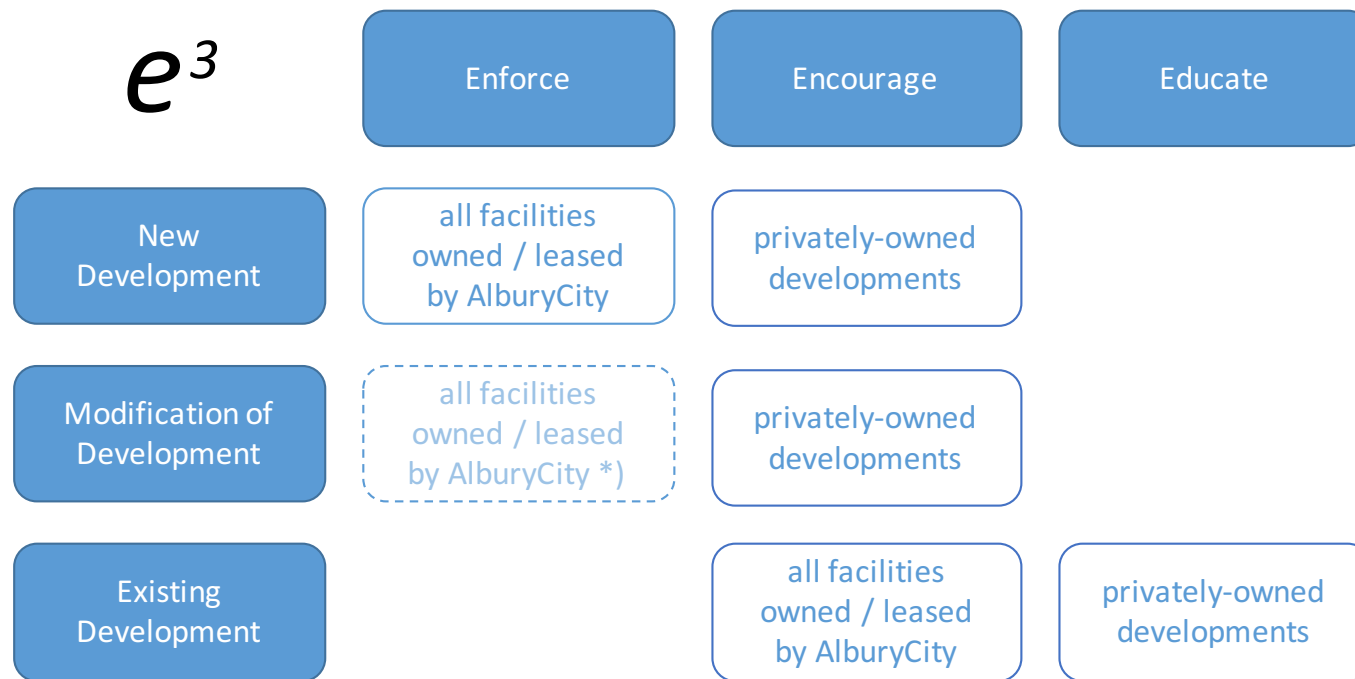 e³
Enforce
Encourage
Educate
New
Development
all facilities
owned / leased
by AlburyCity
privately-owned
developments
Modification of
Development
all facilities
owned / leased
by AlburyCity *)
privately-owned
developments
Existing
Development
all facilities
owned / leased
by AlburyCity
privately-owned
developments